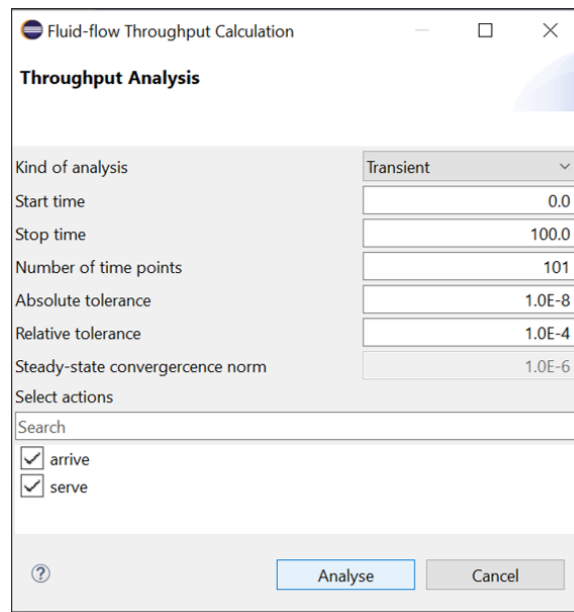 Fluid-flow Throughput Calculation
Throughput Analysis
Kind of analysis Transient
Start time 0.0
Stop time 100.0
Number of time points 101
Absolute tolerance 1.0E-8
Relative tolerance 1.0E-4
Steady-state convergercence norm 1.0E-6
Select actions
Search
arrive
serve
? Analyse Cancel